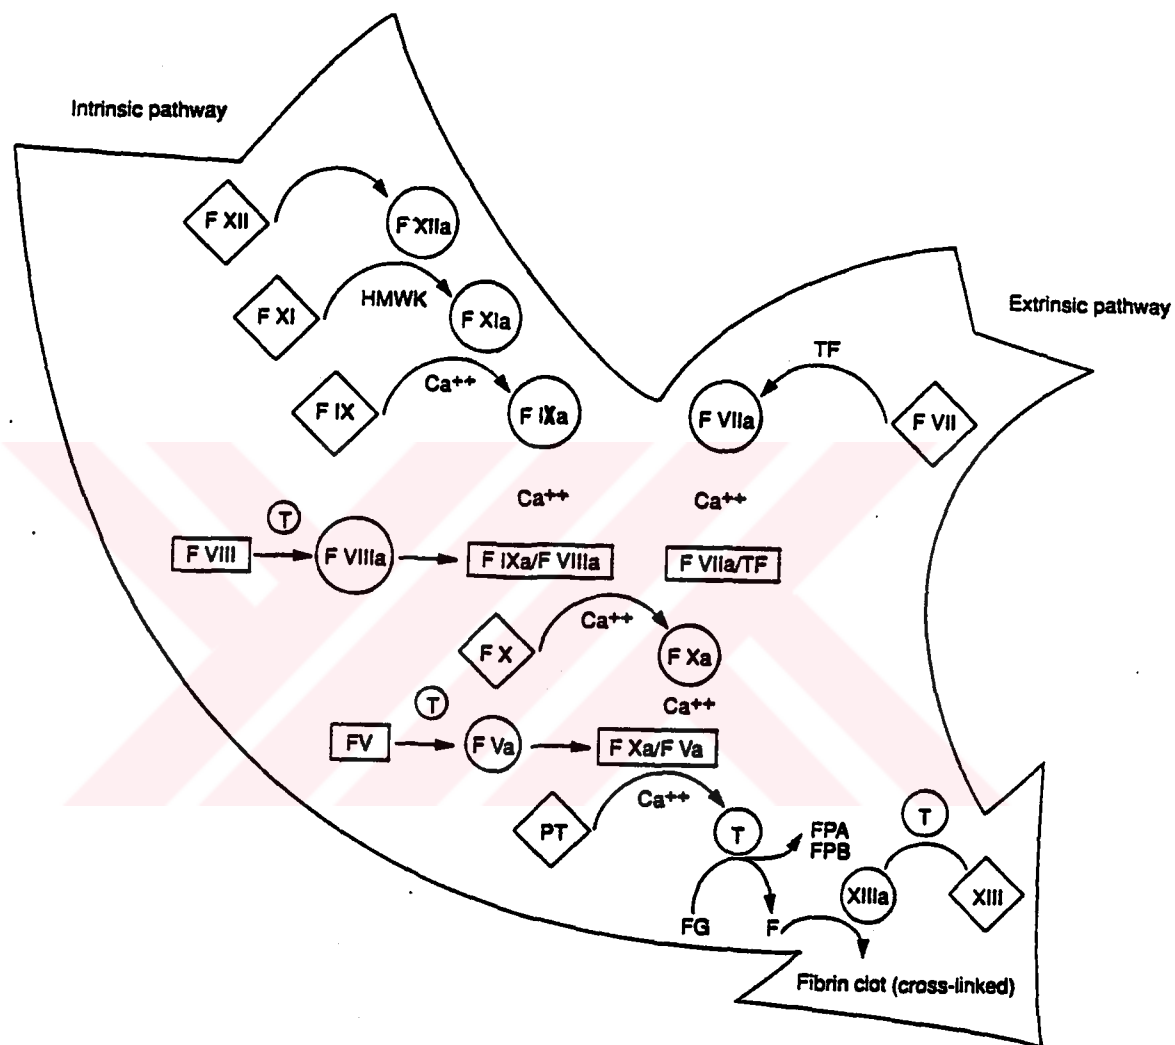 Intrinsic pathway
F XII
F XIIa
HMWK
F XI
F XIa
Extrinsic pathway
TF
Ca++
F IX
F IXa
F VIIa
F VII
Ca++
Ca++
T
F VIII
F VIIIa
F IXa/F VIIIa
F VIIa/TF
Ca++
F X
F Xa
T
Ca++
FV
F Va
F Xa/F Va
Ca++
PT
T
FPA
FPB
T
XIIIa
XIII
FG
F
Fibrin clot (cross-linked)